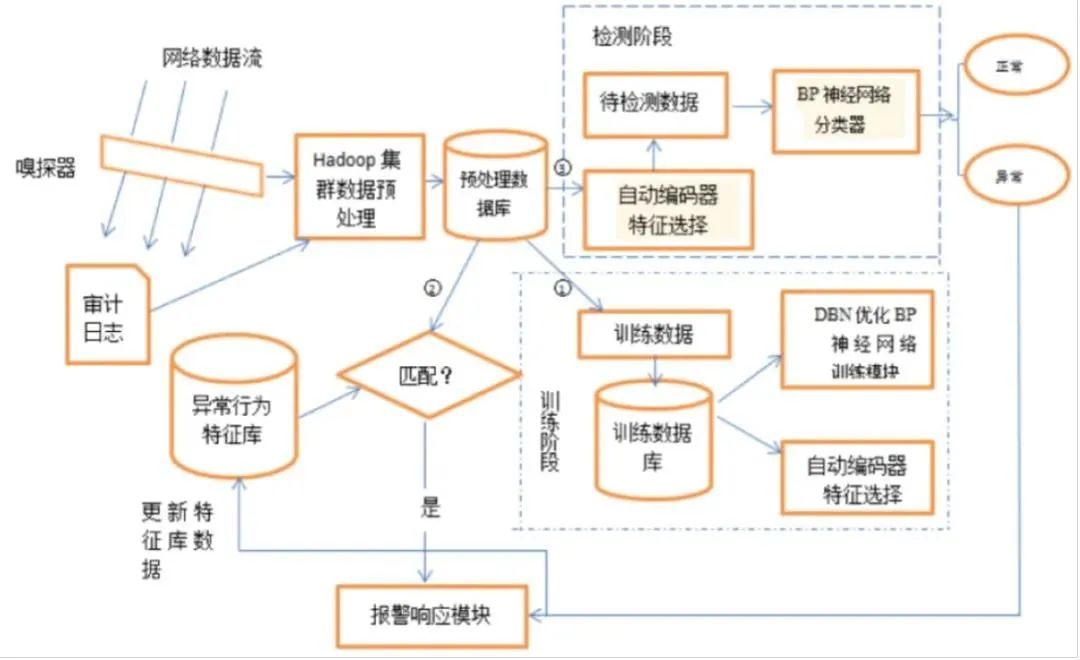 网络数据流
嗅探器
审计
日志
Hadoop 集
群数据预
处理
预处理数
据库
③
检测阶段
待检测数据
BP 神经网络
分类器
自动编码器
特征选择
正常
异常
②
①
匹配？
异常行为
特征库
训练数据
训练数据
库
训
练
阶
段
DBN 优化 BP
神 经 网 络
训练模块
自动编码器
特征选择
是
更 新 特
征 库 数
据
报警响应模块